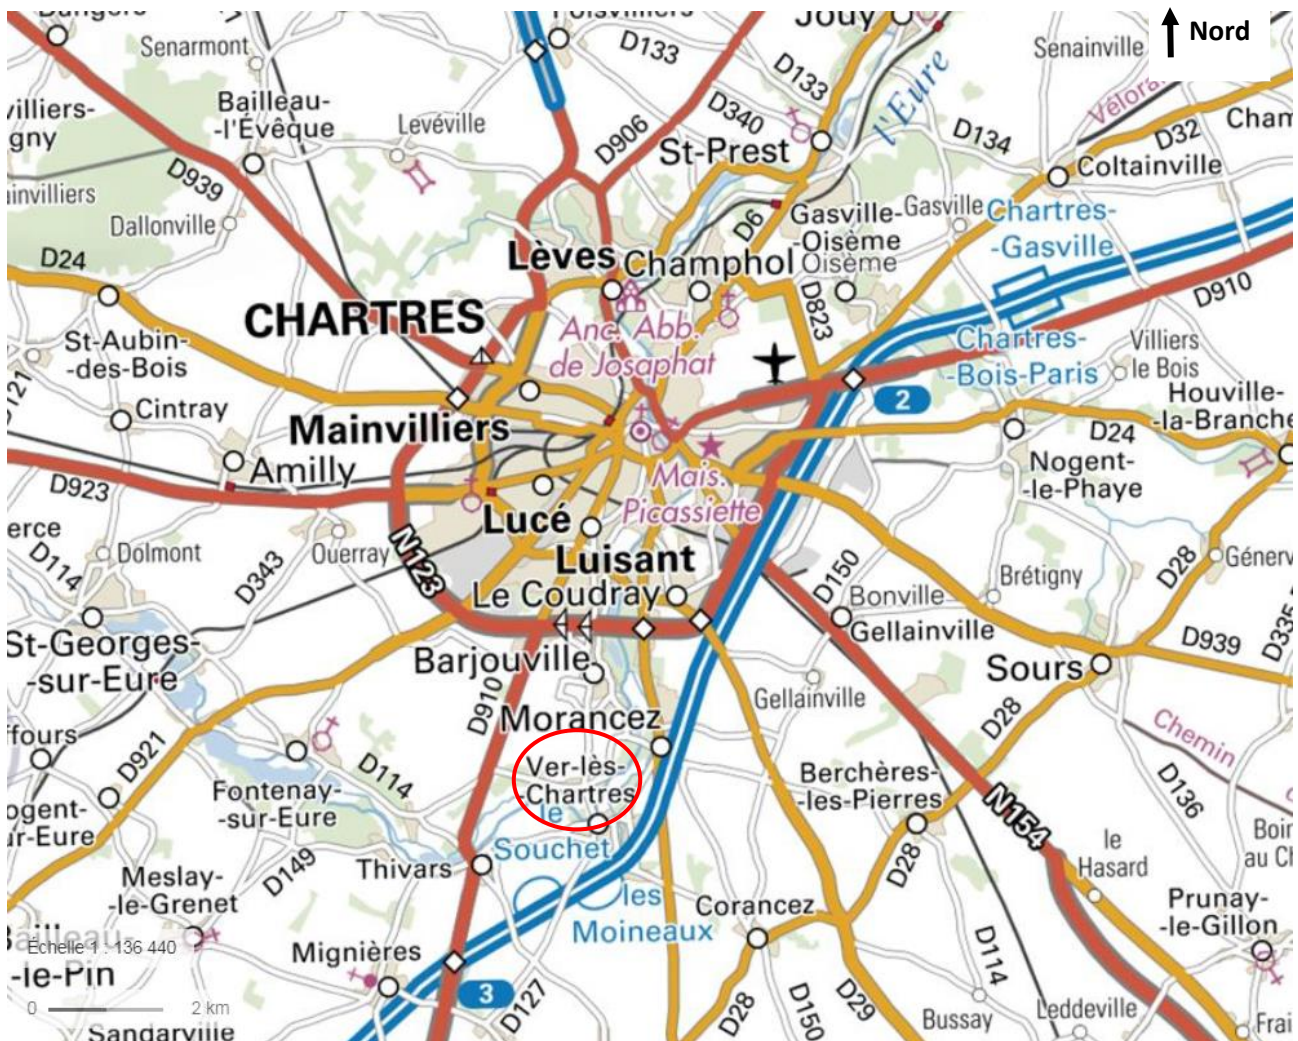 Nord
Jouy
D133
Senarmont
Senainville
D133
l'Eure
Bailleau-
-l'Évêque
Levéville
D906
D340
St-Prest
D134
D32
Coltainville
D939
Dallonville
D6
Gasville-
-Oisème
Gasville
Oisème
Chartres-
-Gasville
D24
Lèves
Champhol
D823
D910
CHARTRES
Anc. Abb.
de Josaphat
Chartres-
-Bois-Paris
Villiers
le Bois
St-Aubin-
-des-Bois
2
Houville-
-la-Branche
Cintray
Mainvilliers
D24
Amilly
Mais.
Picassiette
Nogent-
-le-Phaye
D923
Lucé
Dolmont
Ouerray
N123
Luisant
D114
D343
Le Coudray
D150
Bonville
Brétigny
D28
Gellainville
St-Georges-
-sur-Eure
Barjouville
D939
D335
Sours
D910
Gellainville
Morancez
D28
Chemin
D921
D114
Ver-lès-
-Chartres
Berchères-
-les-Pierres
D136
Fontenay-
-sur-Eure
le
Souchet
N154
le
Hasard
Thivars
D149
D28
Meslay-
-le-Grenet
les
Moineaux
Corancez
Prunay-
-le-Gillon
Échelle 1 : 136 440
-le-Pin
Mignières
D114
0 2 km
3
D127
D28
D150
D29
Bussay
Leddeville
Sandarville